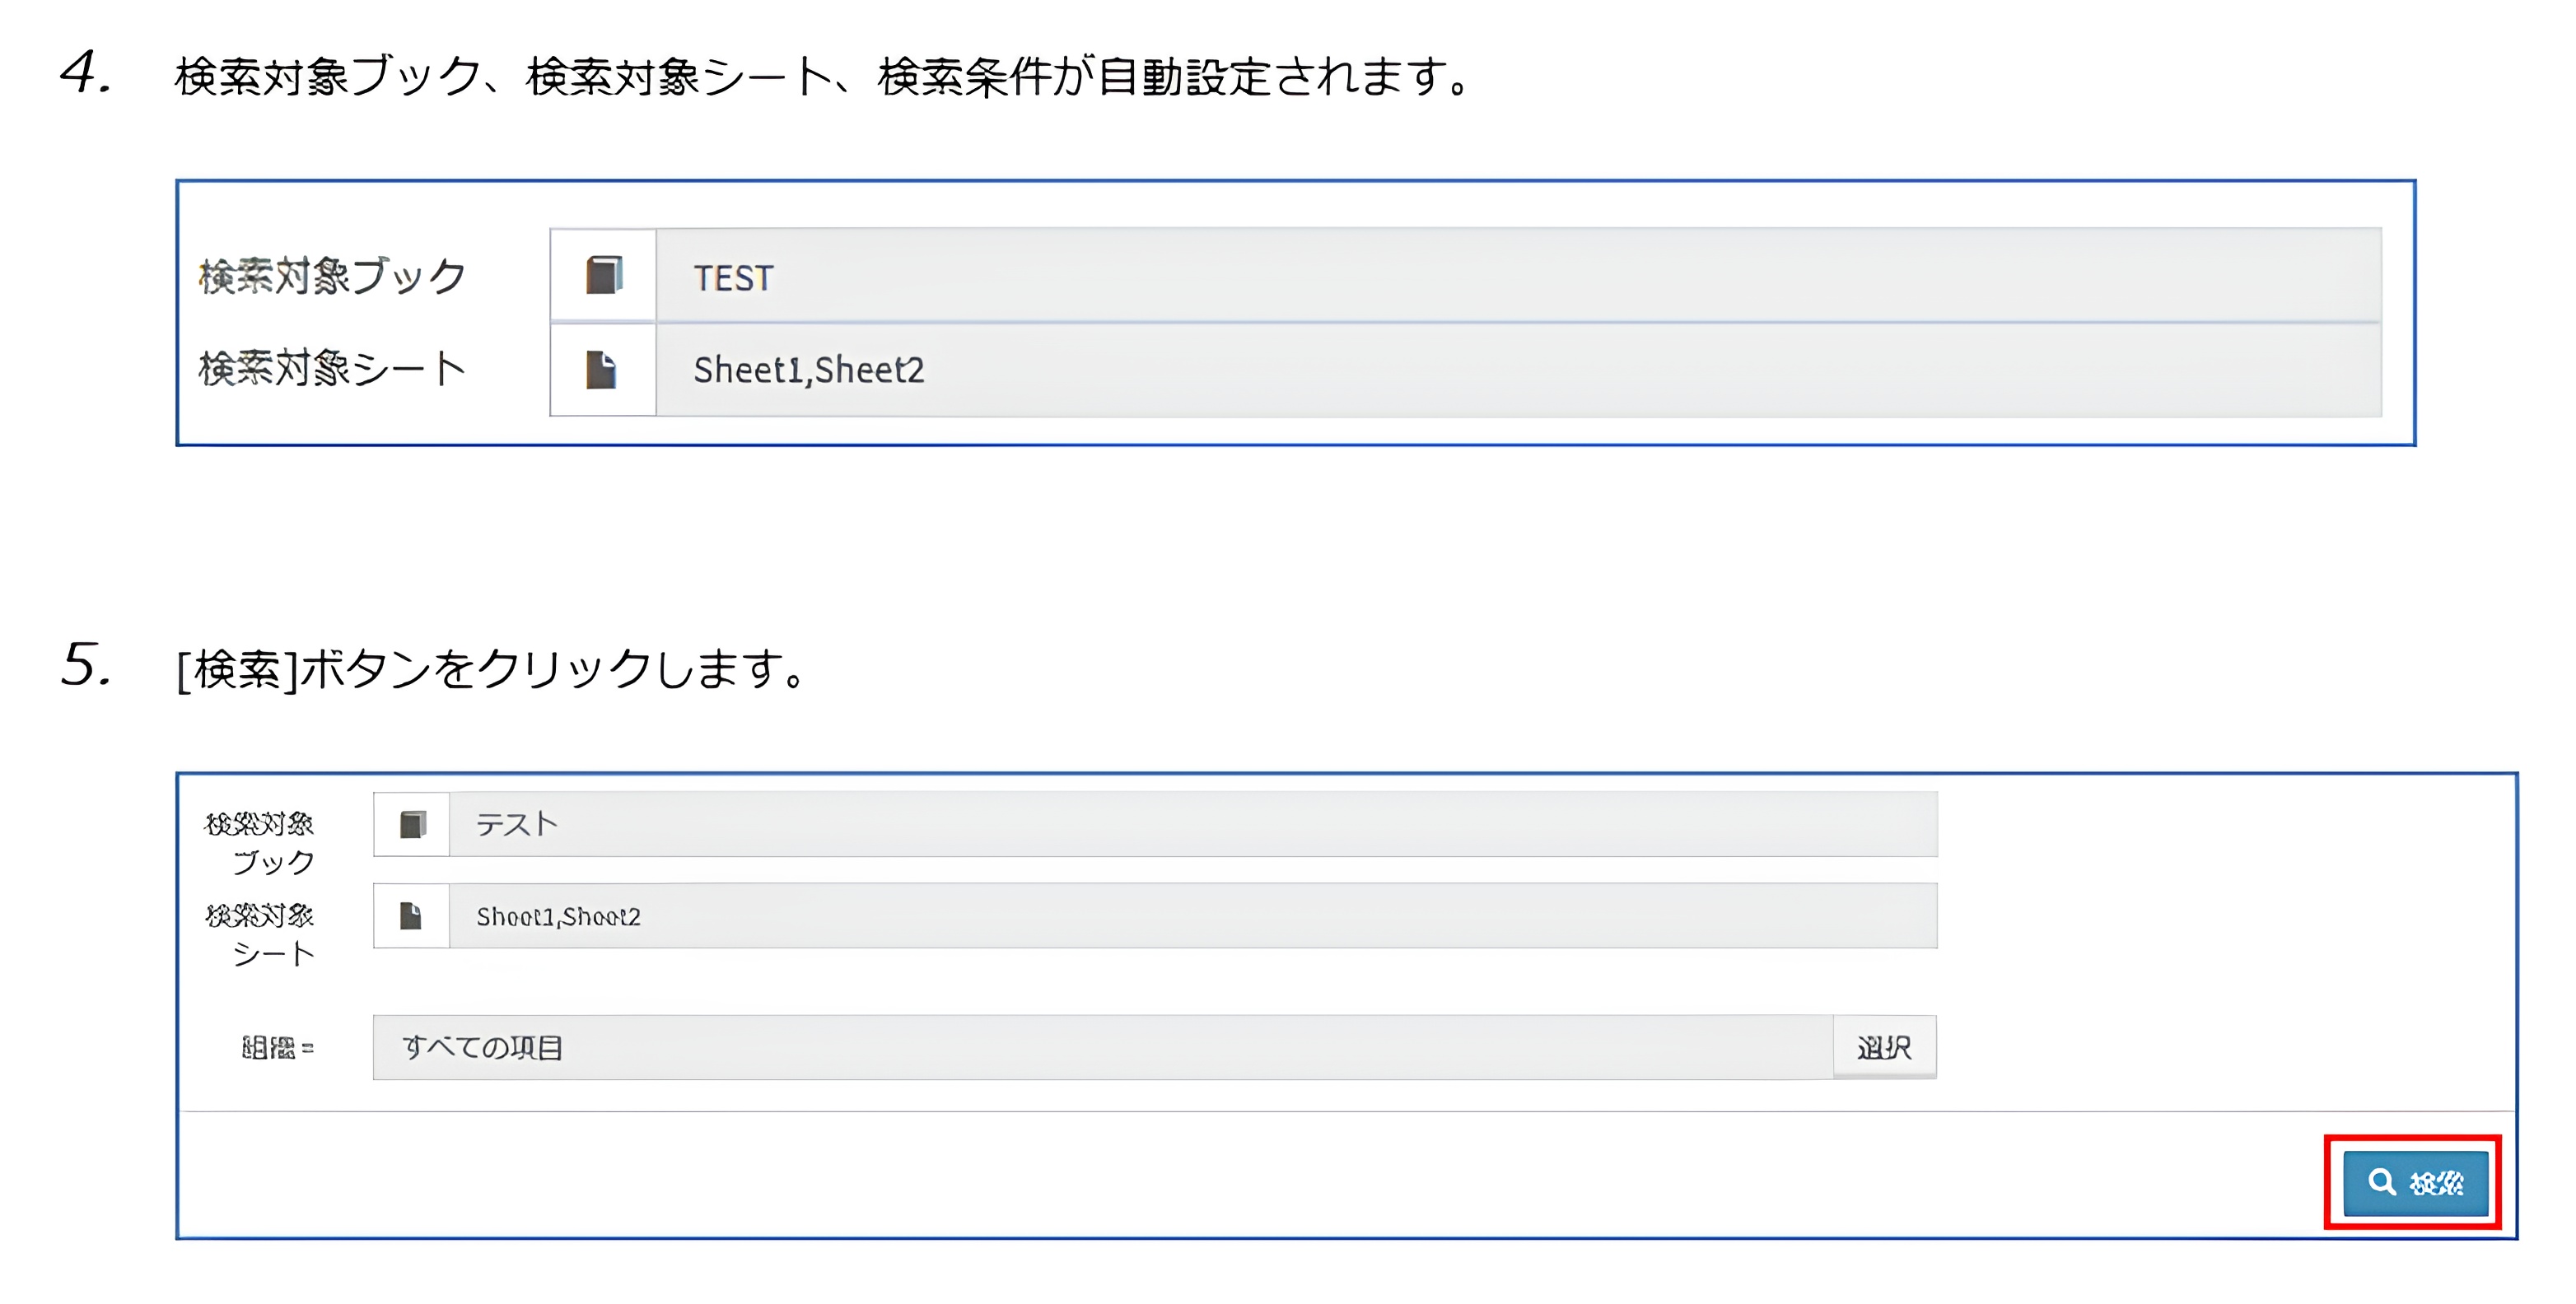 4. 検索対象ブック、検索対象シート、検索条件が自動設定されます。
検索対象ブック TEST
検索対象シート Sheet1,Sheet2
5. [検索]ボタンをクリックします。
検索対象
ブック
テスト
検索対象
シート
Sheet1,Sheet2
組織 = すべての項目 選択
検索